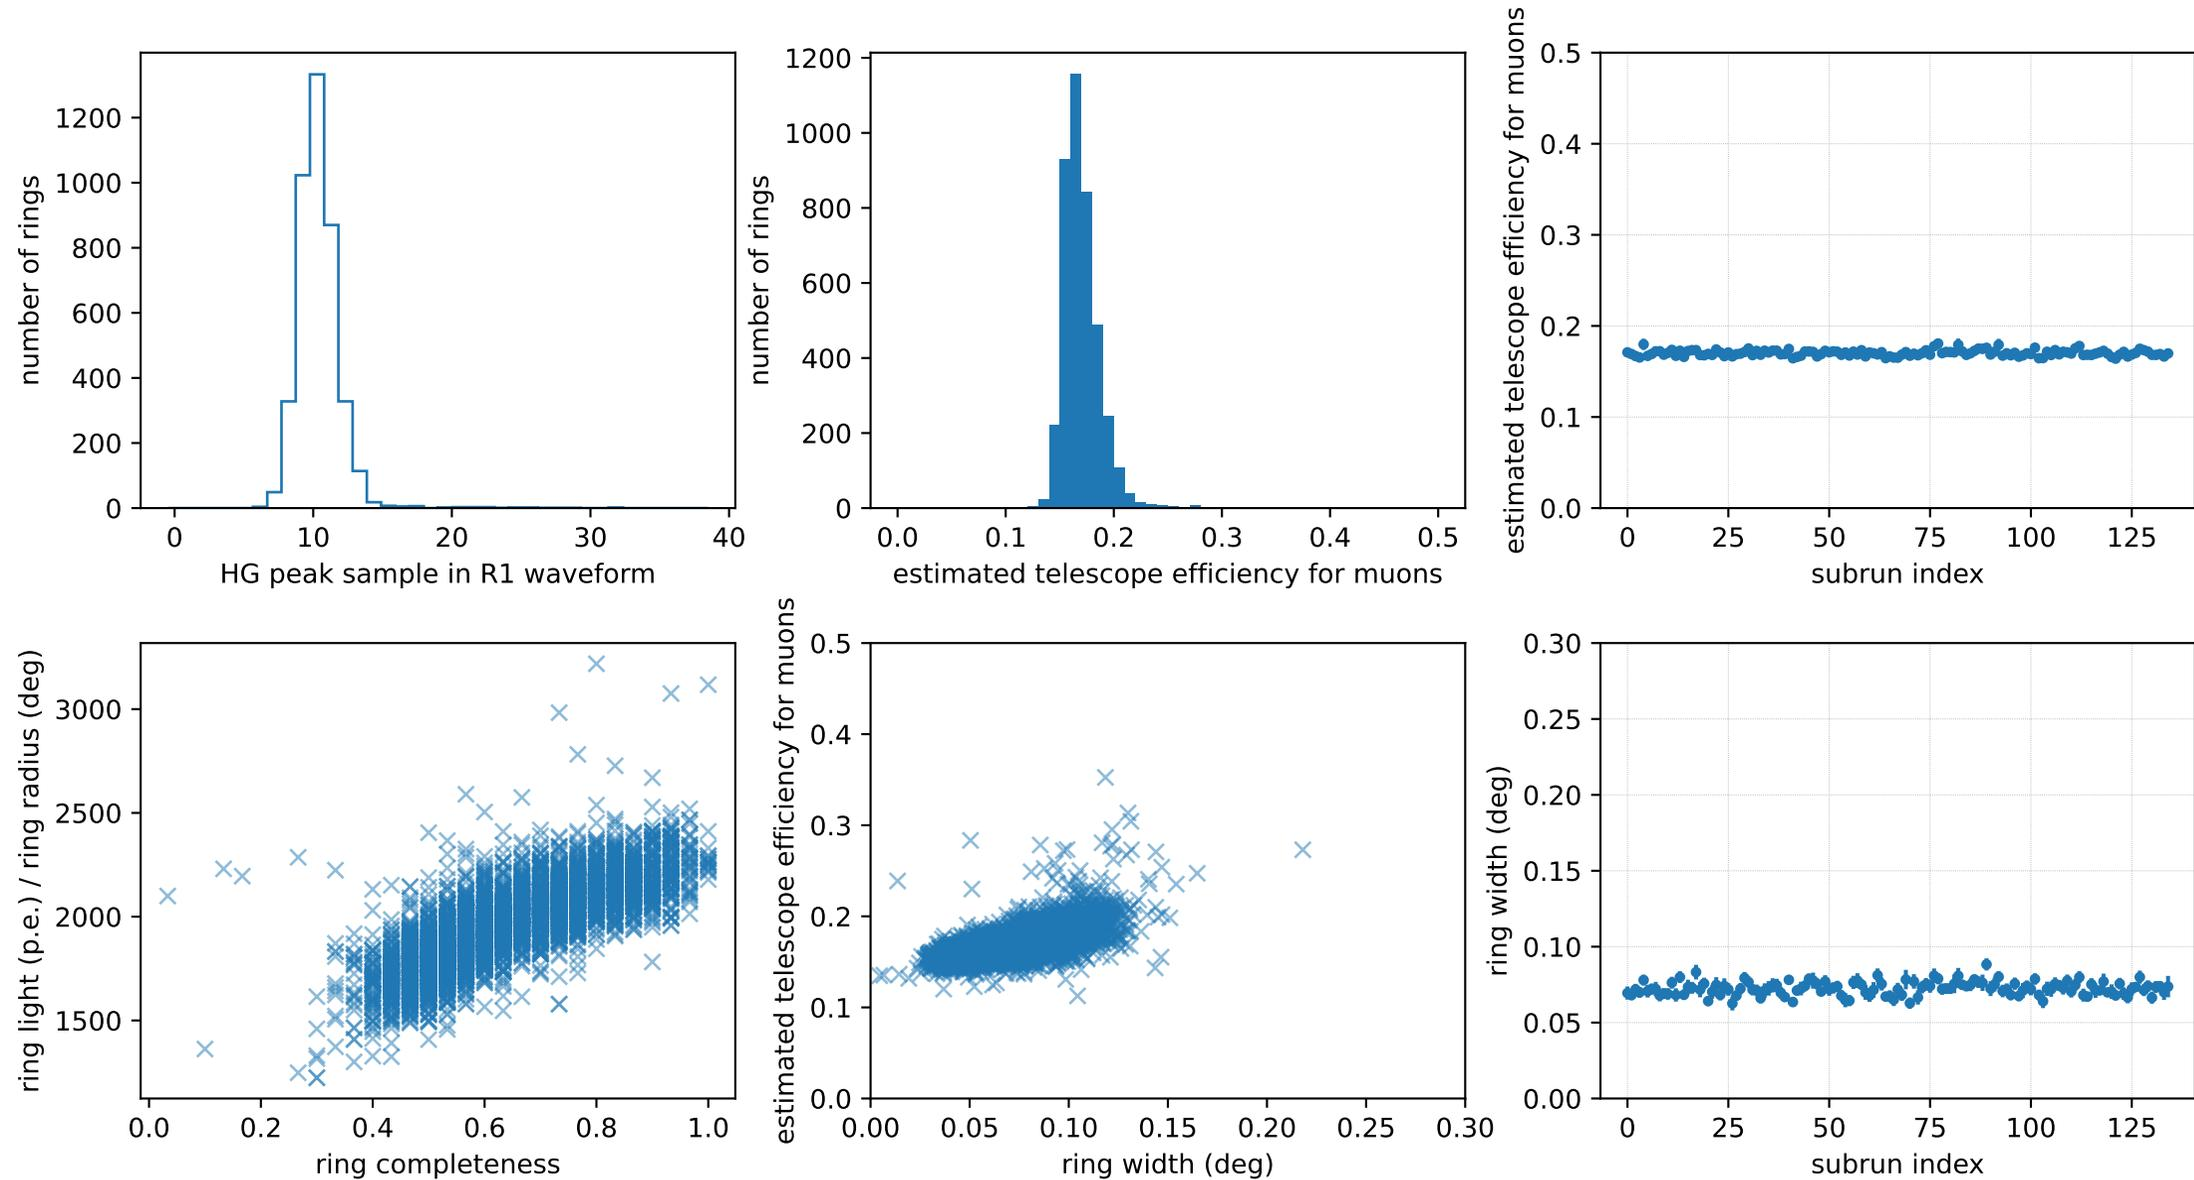 number of rings
1200
1000
800
600
400
200
0
0 10 20 30 40
HG peak sample in R1 waveform
number of rings
1200
1000
800
600
400
200
0
0.0 0.1 0.2 0.3 0.4 0.5
estimated telescope efficiency for muons
estimated telescope efficiency for muons
0.5
0.4
0.3
0.2
0.1
0.0
0 25 50 75 100 125
subrun index
ring light (p.e.) / ring radius (deg)
3000
2500
2000
1500
0.0 0.2 0.4 0.6 0.8 1.0
ring completeness
estimated telescope efficiency for muons
0.5
0.4
0.3
0.2
0.1
0.0
0.00 0.05 0.10 0.15 0.20 0.25 0.30
ring width (deg)
ring width (deg)
0.30
0.25
0.20
0.15
0.10
0.05
0.00
0 25 50 75 100 125
subrun index